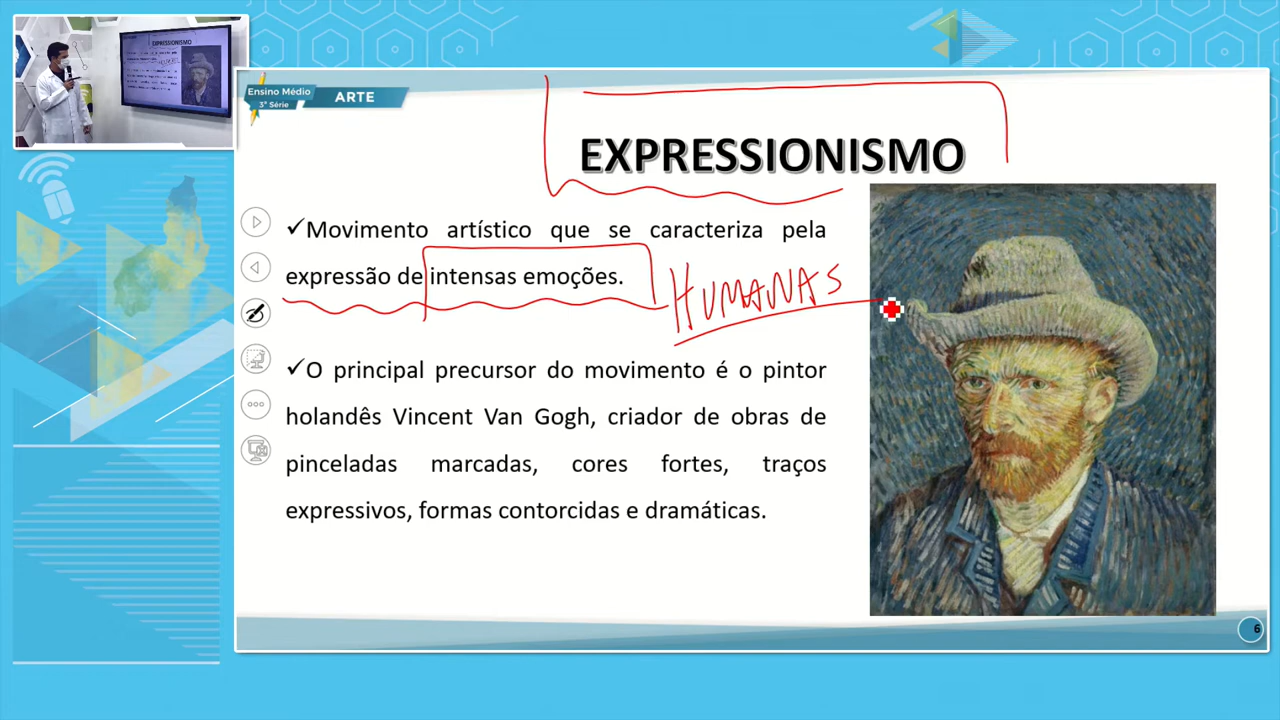 EXPRESSIONISMO
Ensino Médio
3ª Série
ARTE
EXPRESSIONISMO
✓Movimento artístico que se caracteriza pela
expressão de intensas emoções.
HUMANAS
✓O principal precursor do movimento é o pintor
holandês Vincent Van Gogh, criador de obras de
pinceladas marcadas, cores fortes, traços
expressivos, formas contorcidas e dramáticas.
6